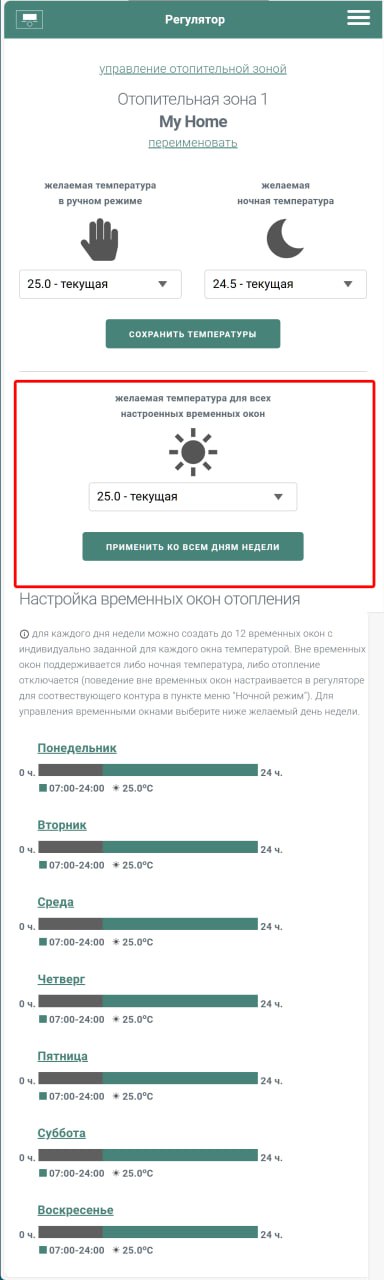 Регулятор
управление отопительной зоной
Отопительная зона 1
My Home
переименовать
желаемая температура
в ручном режиме
желаемая
ночная температура
25.0 - текущая
24.5 - текущая
СОХРАНИТЬ ТЕМПЕРАТУРЫ
желаемая температура для всех
настроенных временных окон
25.0 - текущая
ПРИМЕНИТЬ КО ВСЕМ ДНЯМ НЕДЕЛИ
Настройка временных окон отопления
для каждого дня недели можно создать до 12 временных окон с
индивидуально заданной для каждого окна температурой. Вне временных
окон поддерживается либо ночная температура, либо отопление
отключается (поведение вне временных окон настраивается в регуляторе
для соотвествующего контура в пункте меню "Ночной режим"). Для
управления временными окнами выберите ниже желаемый день недели.
Понедельник
0 ч. 24 ч.
07:00-24:00 25.0ºC
Вторник
0 ч. 24 ч.
07:00-24:00 25.0ºC
Среда
0 ч. 24 ч.
07:00-24:00 25.0ºC
Четверг
0 ч. 24 ч.
07:00-24:00 25.0ºC
Пятница
0 ч. 24 ч.
07:00-24:00 25.0ºC
Суббота
0 ч. 24 ч.
07:00-24:00 25.0ºC
Воскресенье
0 ч. 24 ч.
07:00-24:00 25.0ºC